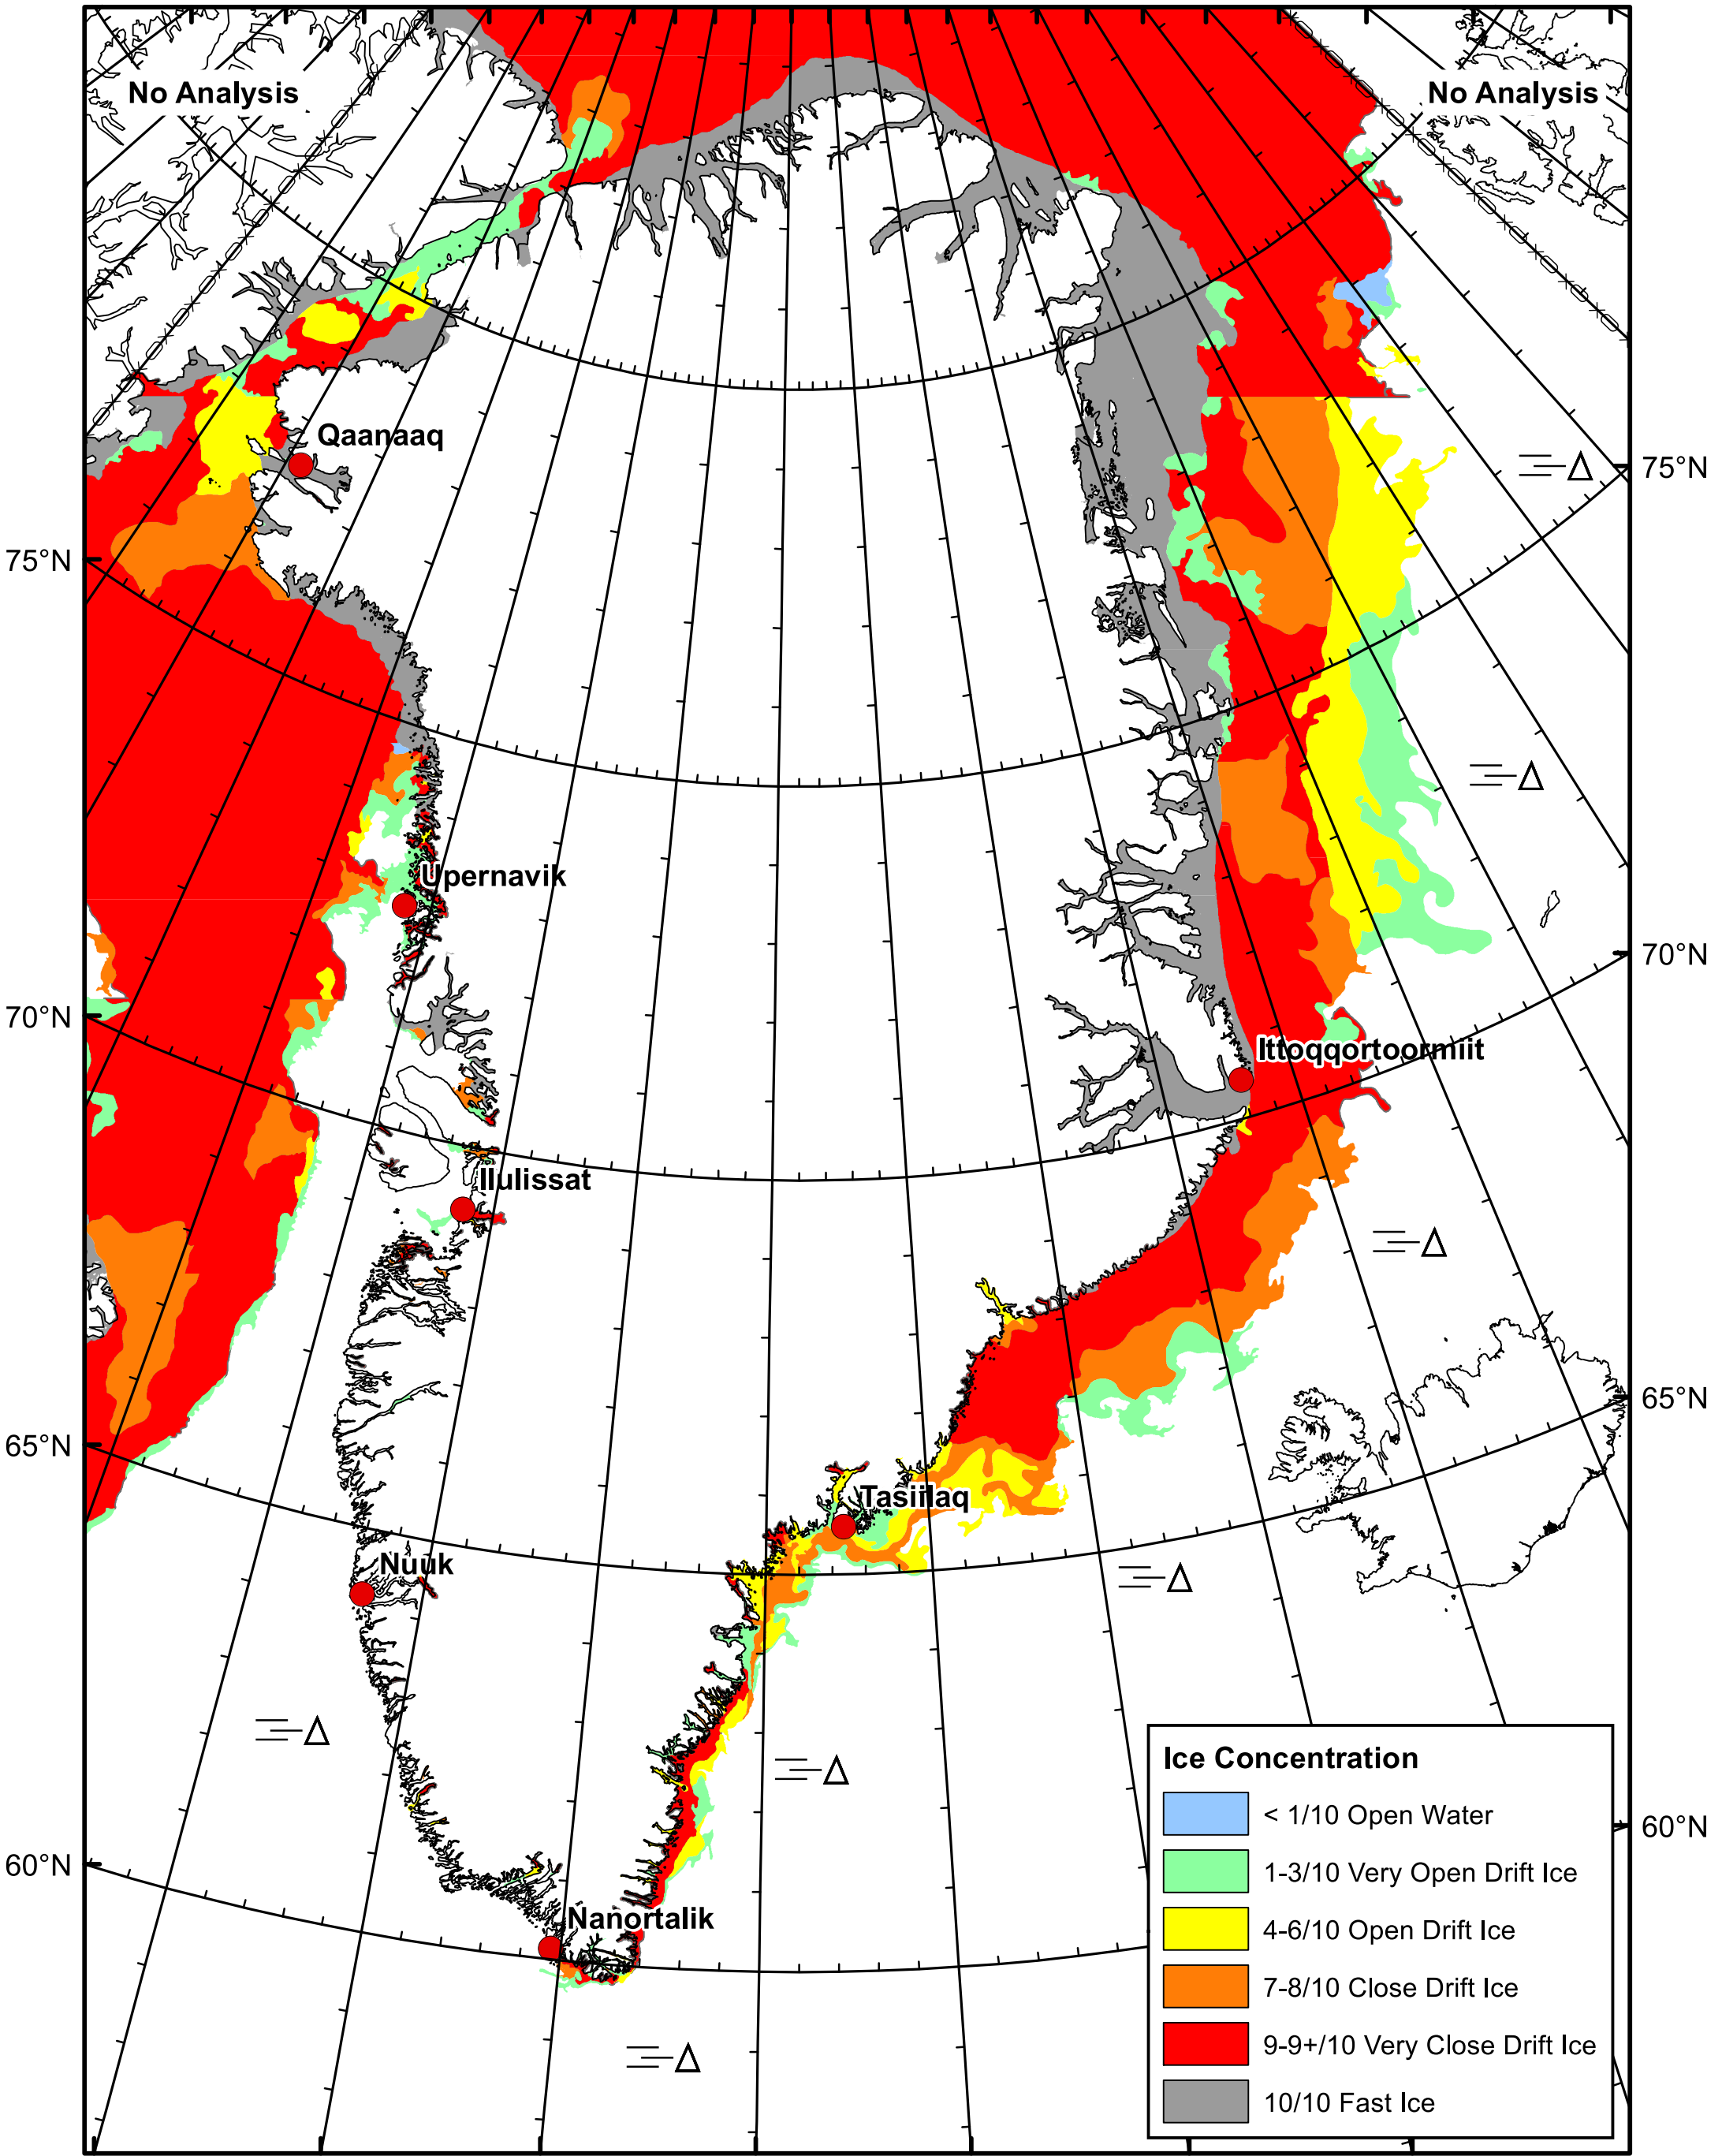 No Analysis
No Analysis
Qaanaaq
75°N
75°N
Upernavik
70°N
70°N
Ittoqqortoormiit
Ilulissat
65°N
65°N
Tasiilaq
Nuuk
60°N
60°N
Nanortalik
Ice Concentration
< 1/10 Open Water
1-3/10 Very Open Drift Ice
4-6/10 Open Drift Ice
7-8/10 Close Drift Ice
9-9+/10 Very Close Drift Ice
10/10 Fast Ice